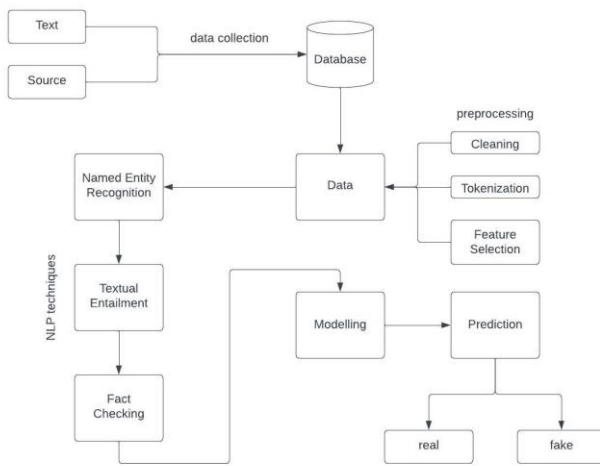 Text
data collection
Source
Database
preprocessing
Cleaning
Tokenization
Feature
Selection
Data
Named Entity
Recognition
NLP techniques
Textual
Entailment
Fact
Checking
Modelling
Prediction
real
fake